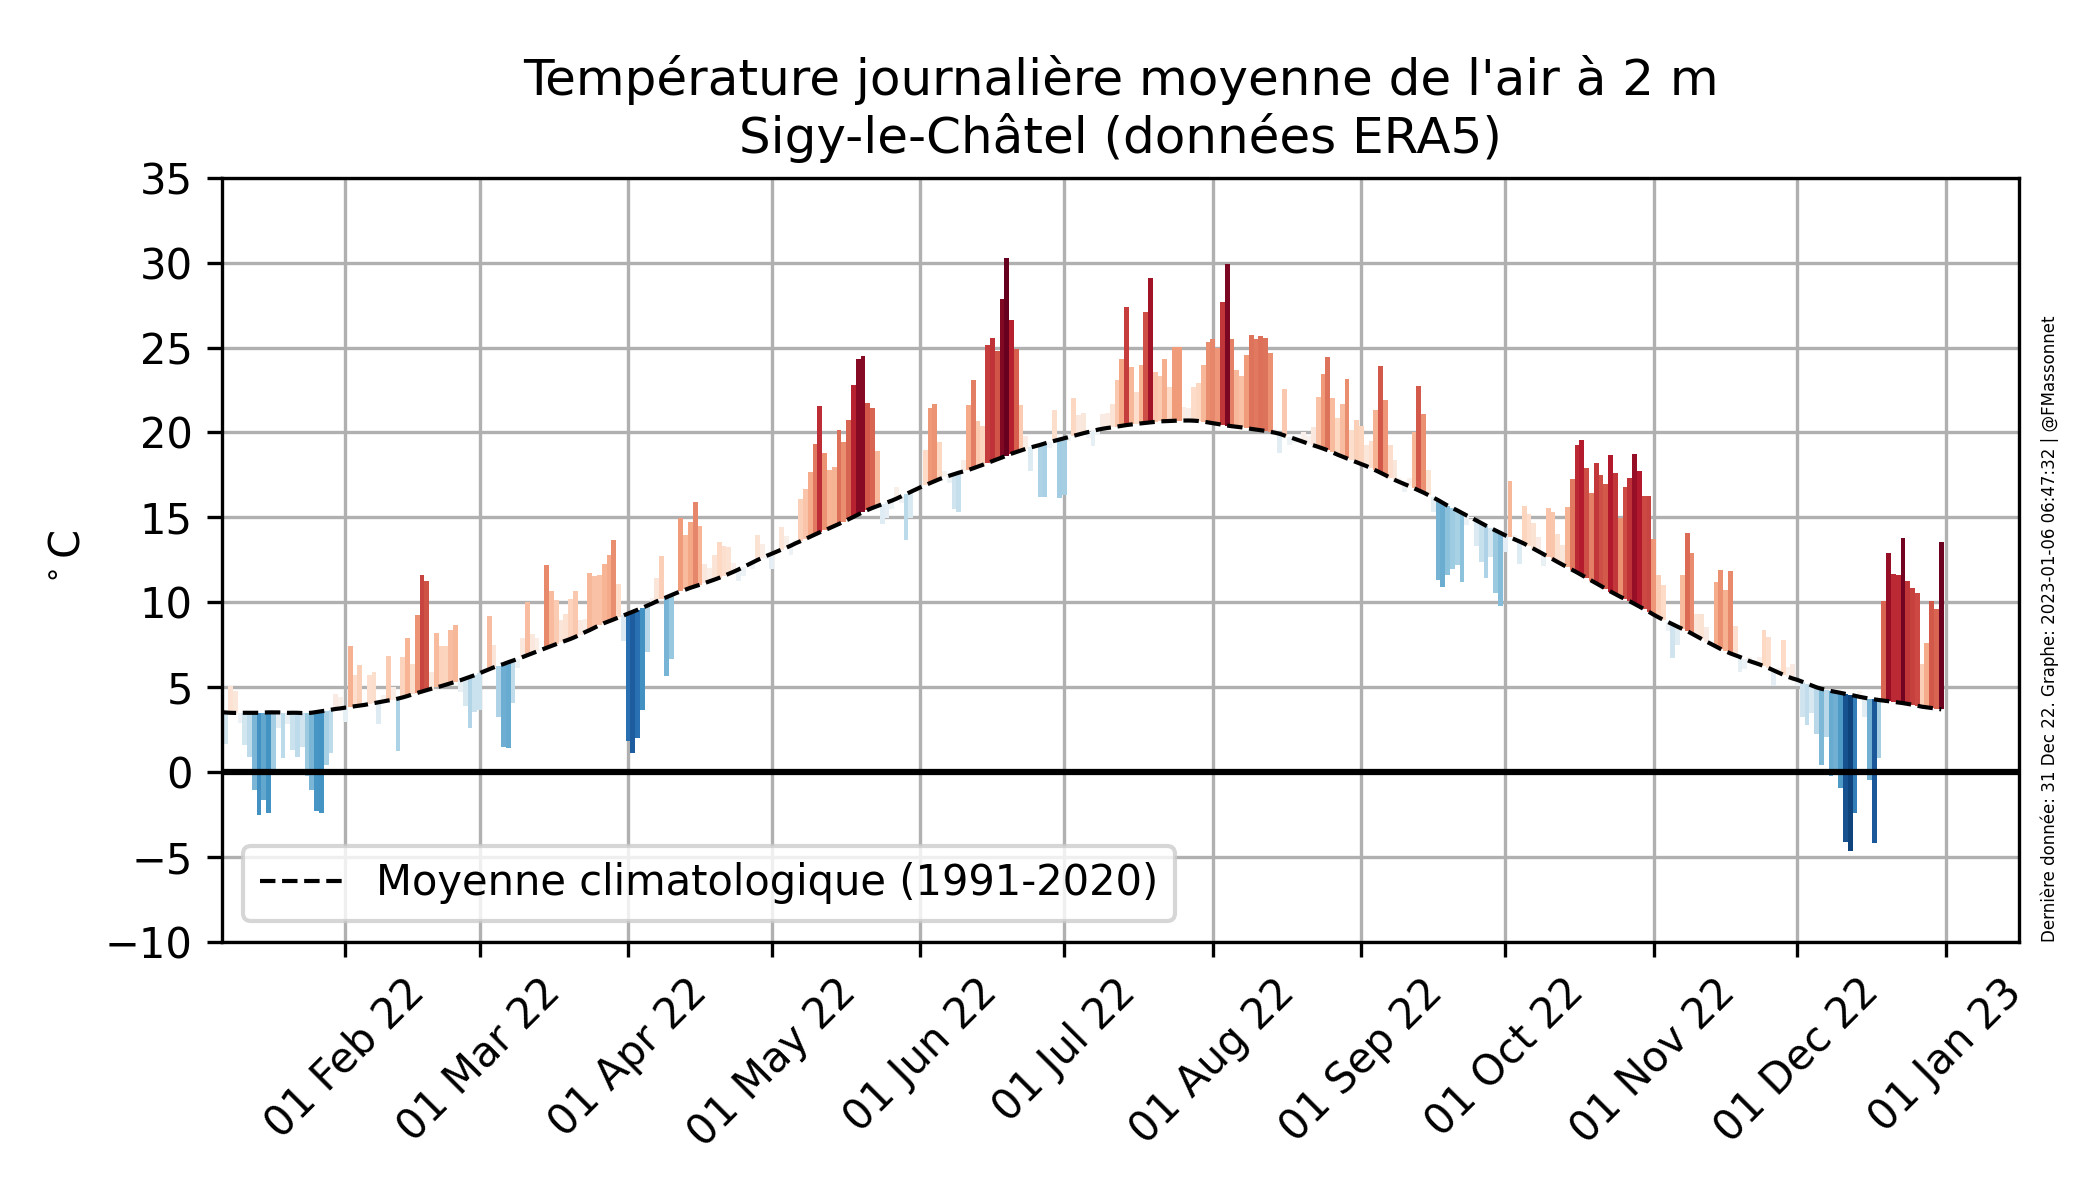 Température journalière moyenne de l'air à 2 m
Sigy-le-Châtel (données ERA5)
35
30
25
20
15
10
5
0
−5
−10
° C
Moyenne climatologique (1991-2020)
01 Feb 22
01 Mar 22
01 Apr 22
01 May 22
01 Jun 22
01 Jul 22
01 Aug 22
01 Sep 22
01 Oct 22
01 Nov 22
01 Dec 22
01 Jan 23
Dernière donnée: 31 Dec 22. Graphe: 2023-01-06 06:47:32 | @FMassonnet